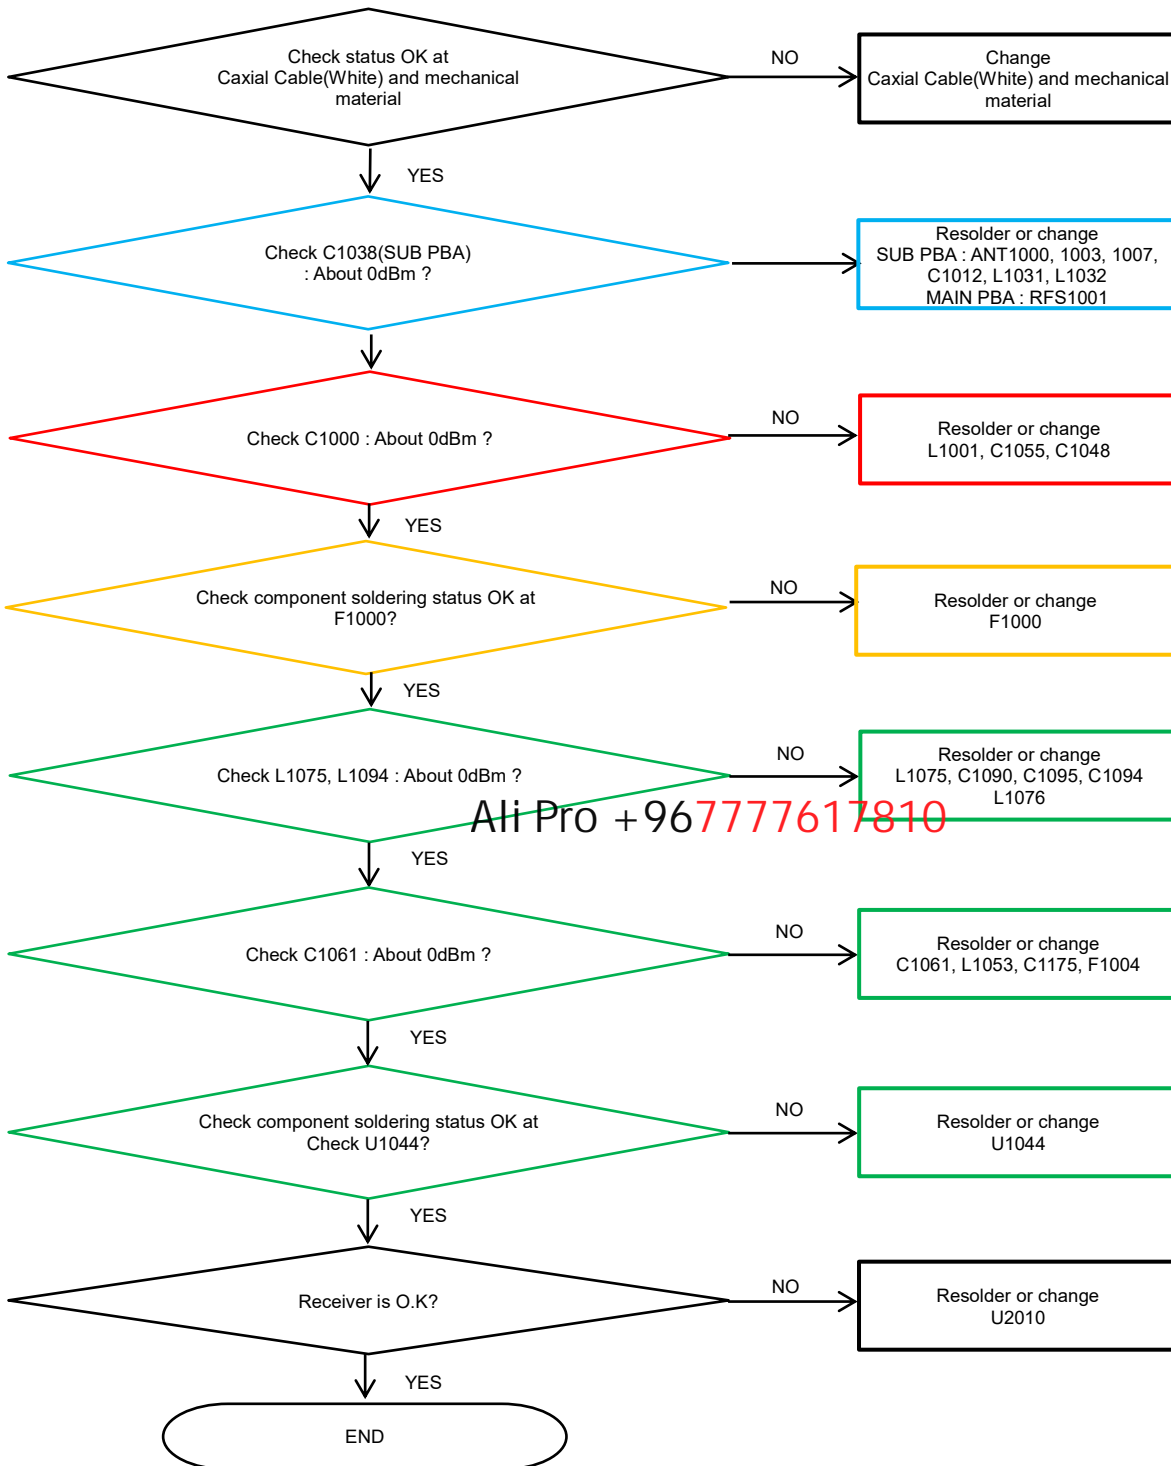 Check status OK at
Caxial Cable(White) and mechanical
material
NO
Change
Caxial Cable(White) and mechanical
material
YES
Check C1038(SUB PBA)
: About 0dBm ?
Resolder or change
SUB PBA : ANT1000, 1003, 1007,
C1012, L1031, L1032
MAIN PBA : RFS1001
Check C1000 : About 0dBm ?
NO
Resolder or change
L1001, C1055, C1048
YES
Check component soldering status OK at
F1000?
NO
Resolder or change
F1000
YES
Check L1075, L1094 : About 0dBm ?
NO
Resolder or change
L1075, C1090, C1095, C1094
L1076
Ali Pro +967777617810
YES
Check C1061 : About 0dBm ?
NO
Resolder or change
C1061, L1053, C1175, F1004
YES
Check component soldering status OK at
Check U1044?
NO
Resolder or change
U1044
YES
Receiver is O.K?
NO
Resolder or change
U2010
YES
END